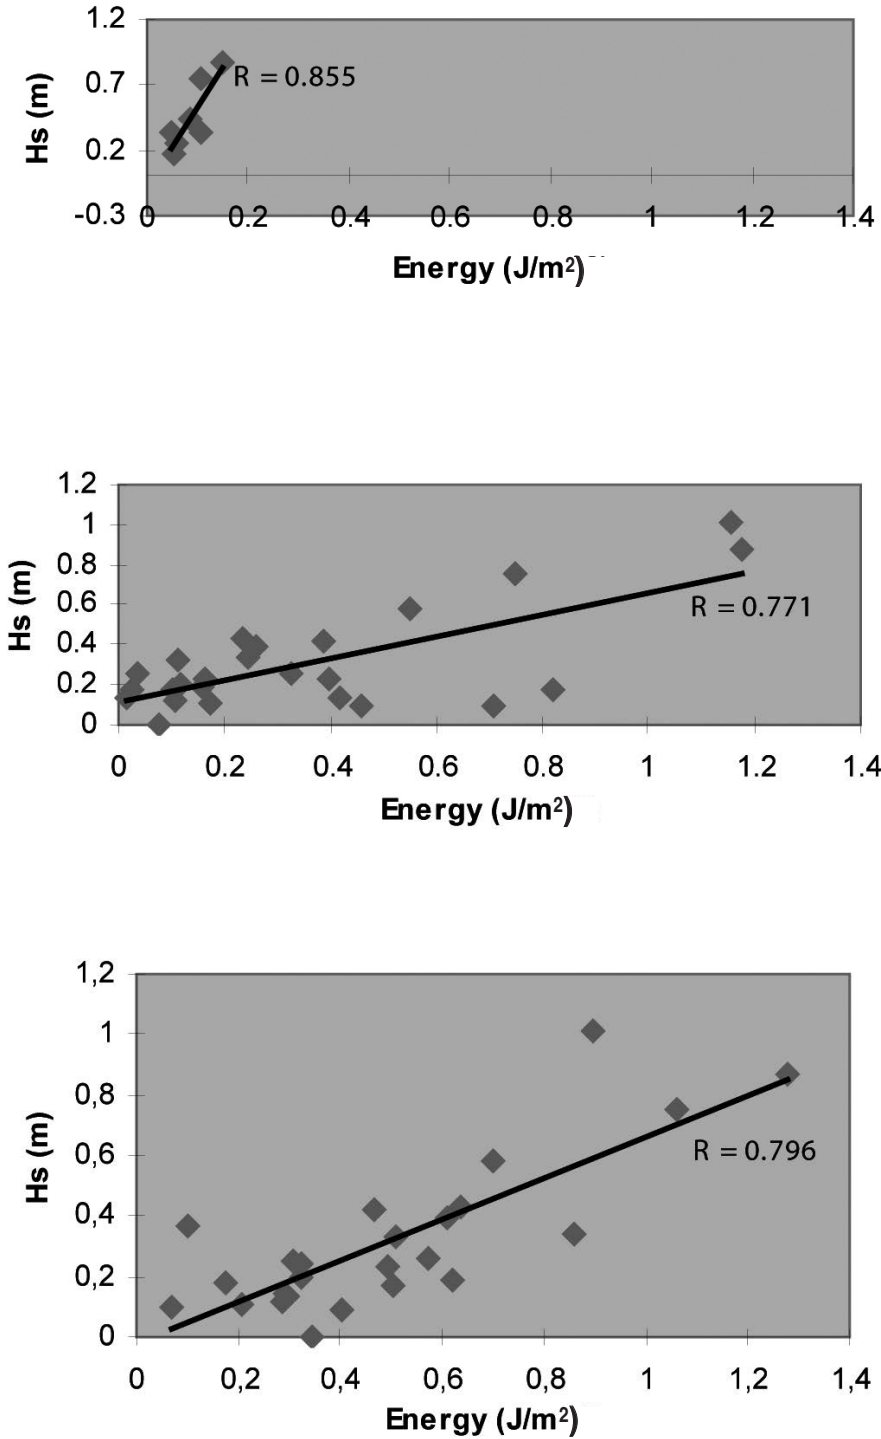 1.2
R = 0.855
0.7
Hs (m)
0.2
-0.3
0 0.2 0.4 0.6 0.8 1 1.2 1.4
Energy (J/m2)
1.2
1
0.8
0.6
R = 0.771
Hs (m)
0.4
0.2
0
0 0.2 0.4 0.6 0.8 1 1.2 1.4
Energy (J/m2)
1,2
1
0,8
0,6
R = 0.796
Hs (m)
0,4
0,2
0
0 0,2 0,4 0,6 0,8 1 1,2 1,4
Energy (J/m2)